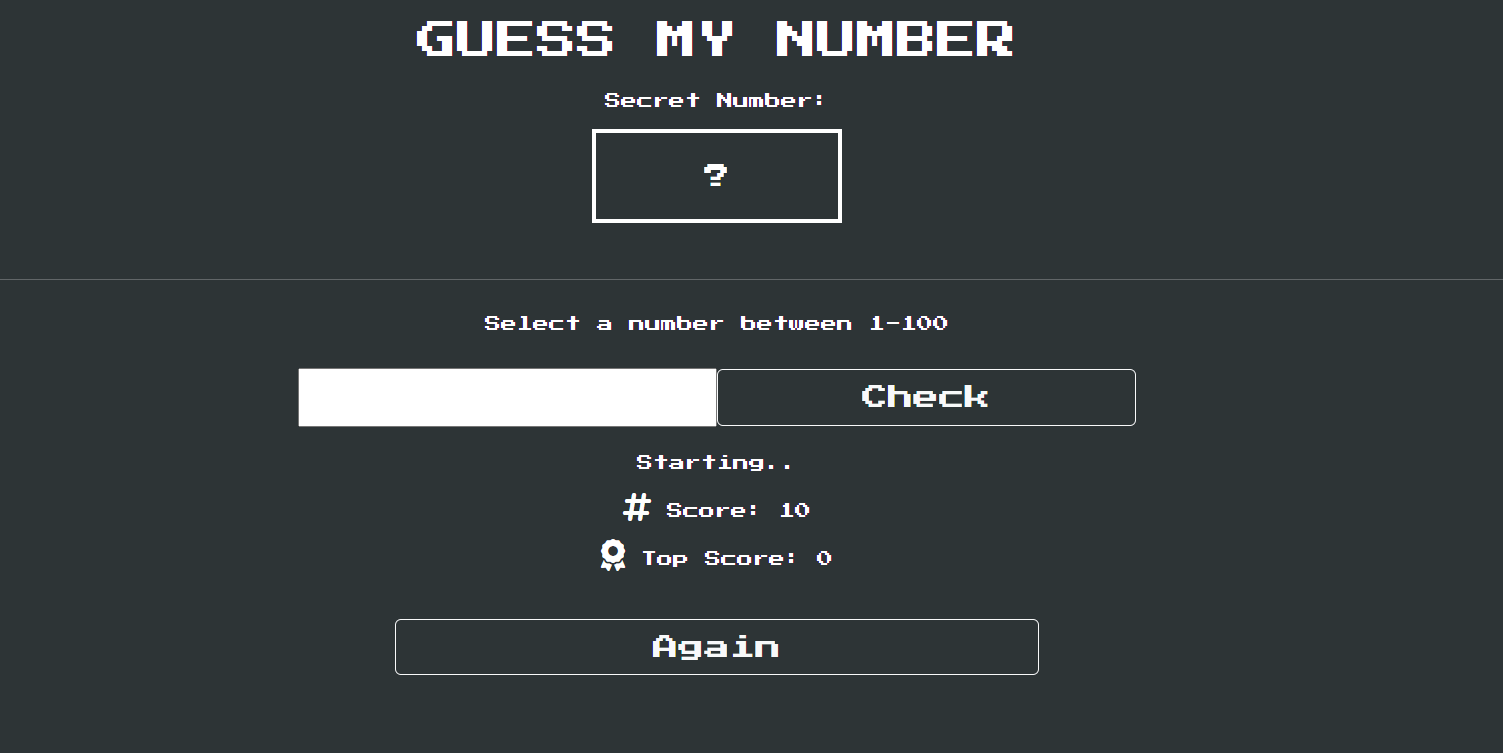 GUESS MY NUMBER
Secret Number:
?
Select a number between 1-100
Check
Starting..
# Score: 10
Top Score: 0
Again